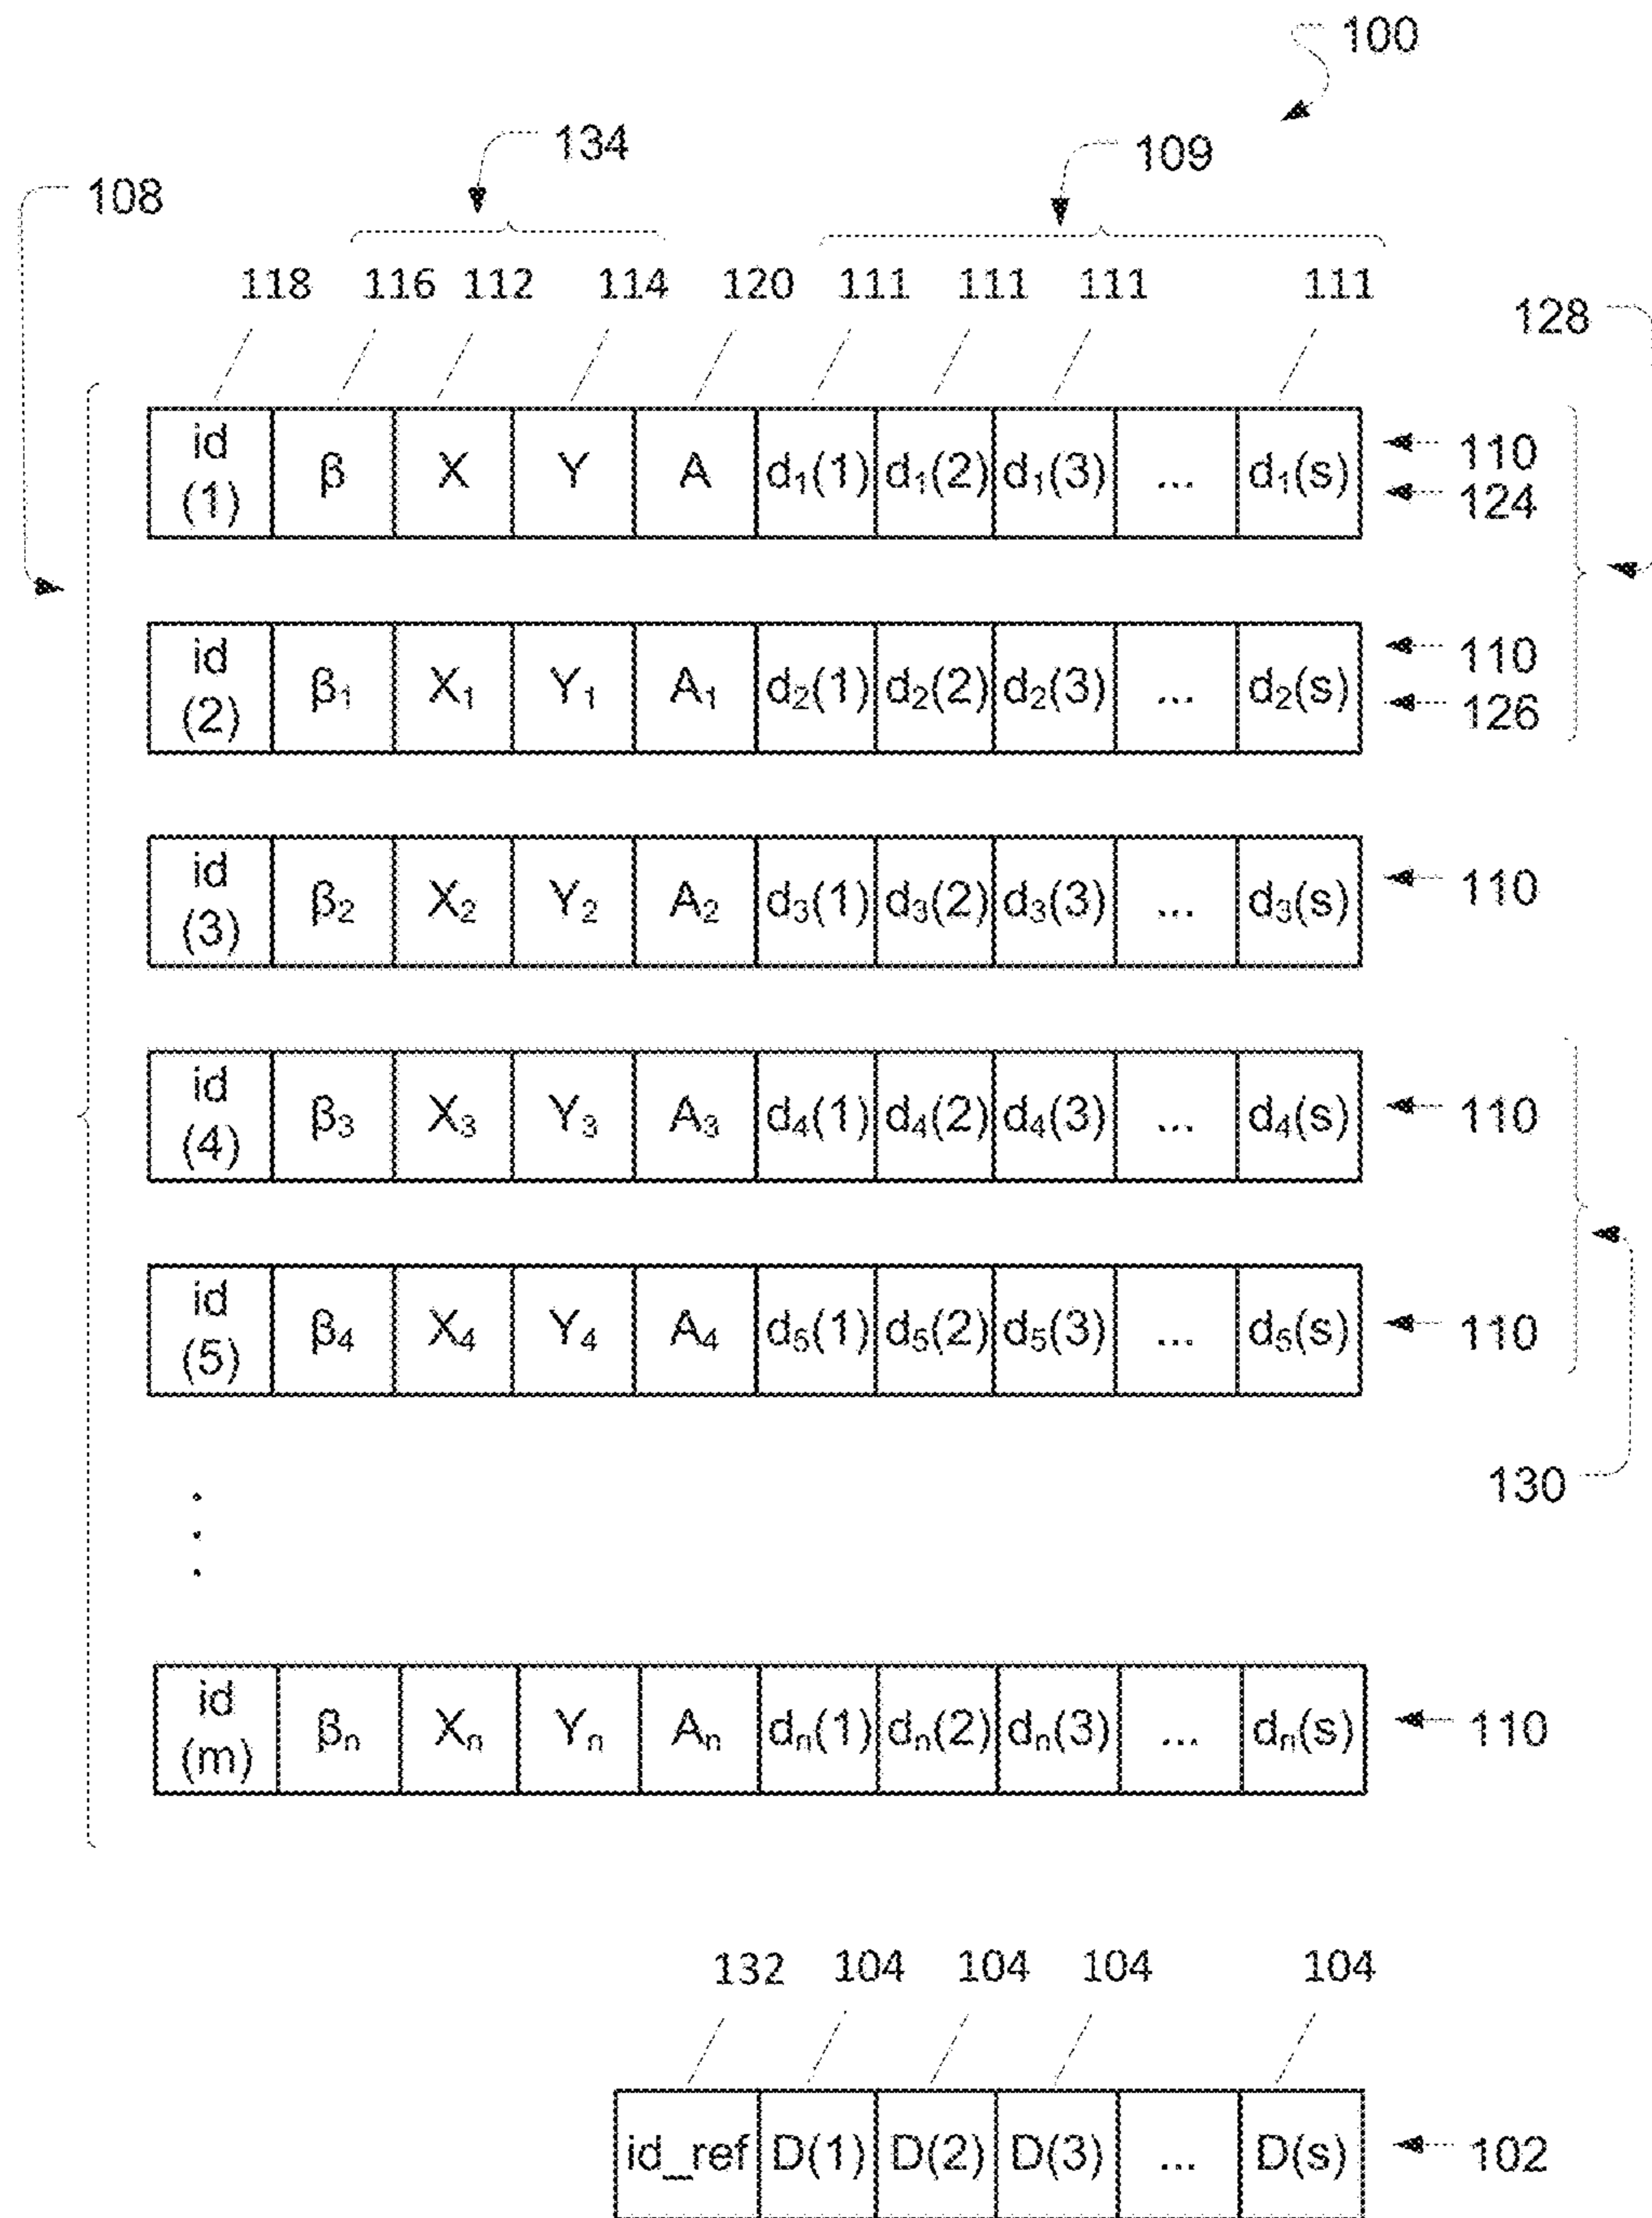 100
134
109
108
118 116 112 114 120 111 111 111 111
128
id (1) β X Y A d₁(1) d₁(2) d₁(3) ... d₁(s)
110
124
id (2) β₁ X₁ Y₁ A₁ d₂(1) d₂(2) d₂(3) ... d₂(s)
110
126
id (3) β₂ X₂ Y₂ A₂ d₃(1) d₃(2) d₃(3) ... d₃(s)
110
id (4) β₃ X₃ Y₃ A₃ d₄(1) d₄(2) d₄(3) ... d₄(s)
110
id (5) β₄ X₄ Y₄ A₄ d₅(1) d₅(2) d₅(3) ... d₅(s)
110
130
id (m) βₙ Xₙ Yₙ Aₙ dₙ(1) dₙ(2) dₙ(3) ... dₙ(s)
110
132 104 104 104 104
id_ref D(1) D(2) D(3) ... D(s)
102